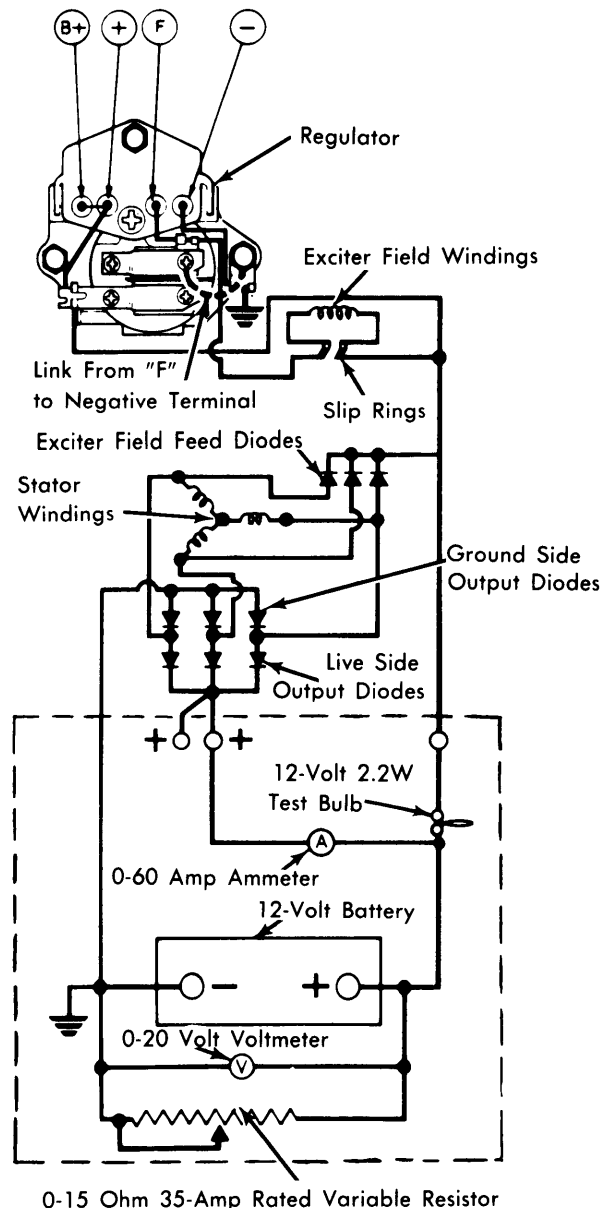 B+ + F −
Regulator
Exciter Field Windings
Link From "F"
to Negative Terminal
Slip Rings
Exciter Field Feed Diodes
Stator
Windings
Ground Side
Output Diodes
Live Side
Output Diodes
+ +
12-Volt 2.2W
Test Bulb
A
0-60 Amp Ammeter
12-Volt Battery
− +
0-20 Volt Voltmeter
V
0-15 Ohm 35-Amp Rated Variable Resistor